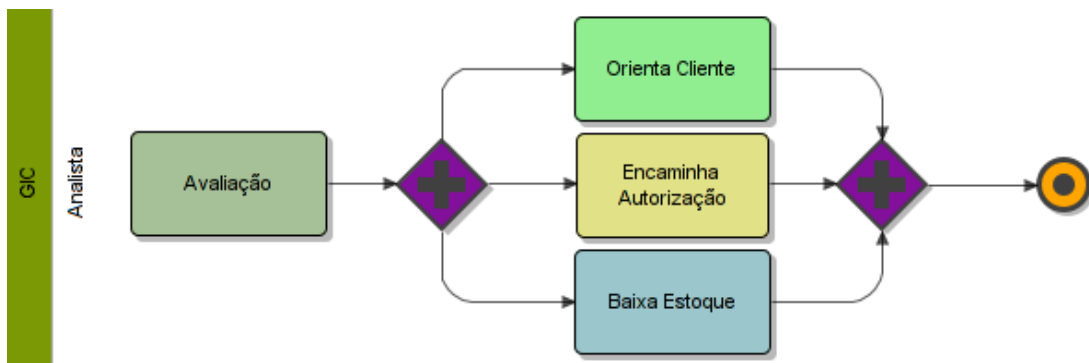 GIC
Analista
Avaliação
Orienta Cliente
Encaminha
Autorização
Baixa Estoque